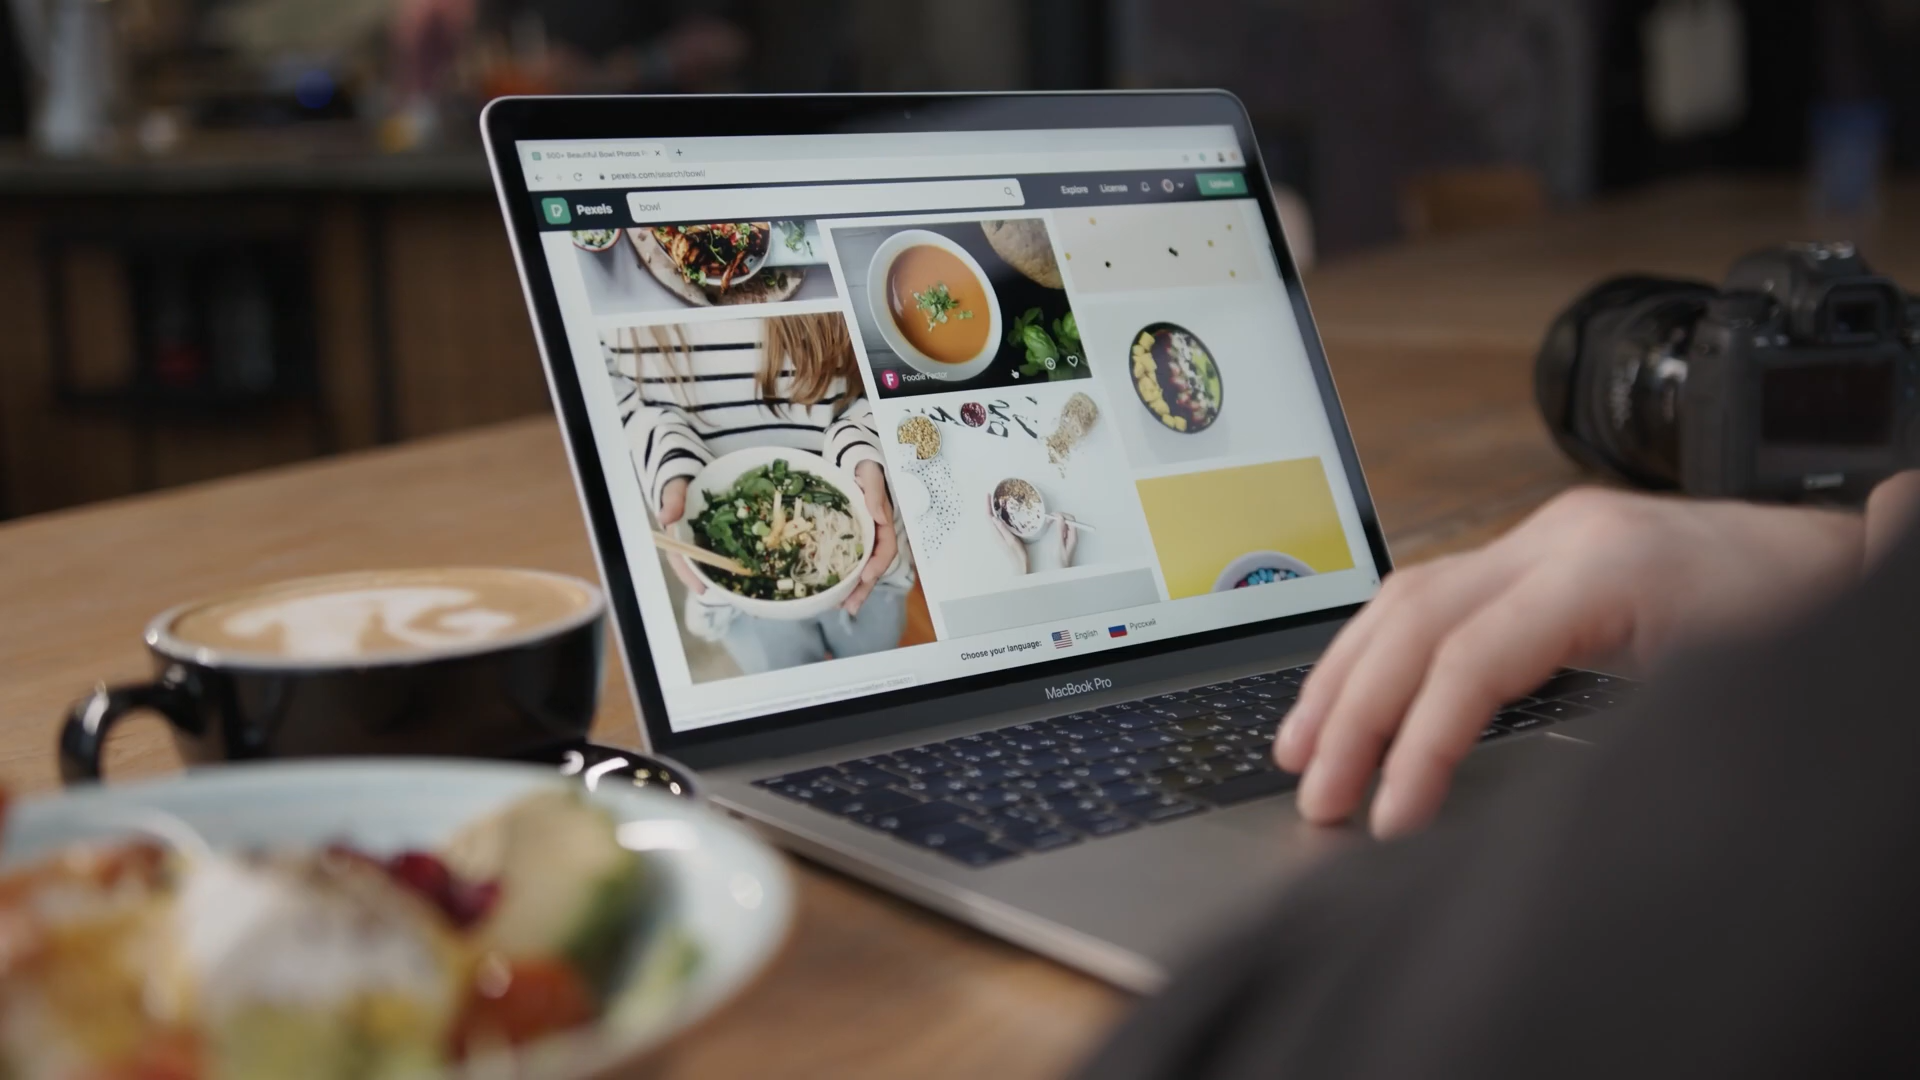 500+ Beautiful Bowl Photos
pexels.com/search/bowl/
Pexels
bowl
Explore
License
Upload
Foodie Factor
Choose your language:
English
Русский
MacBook Pro